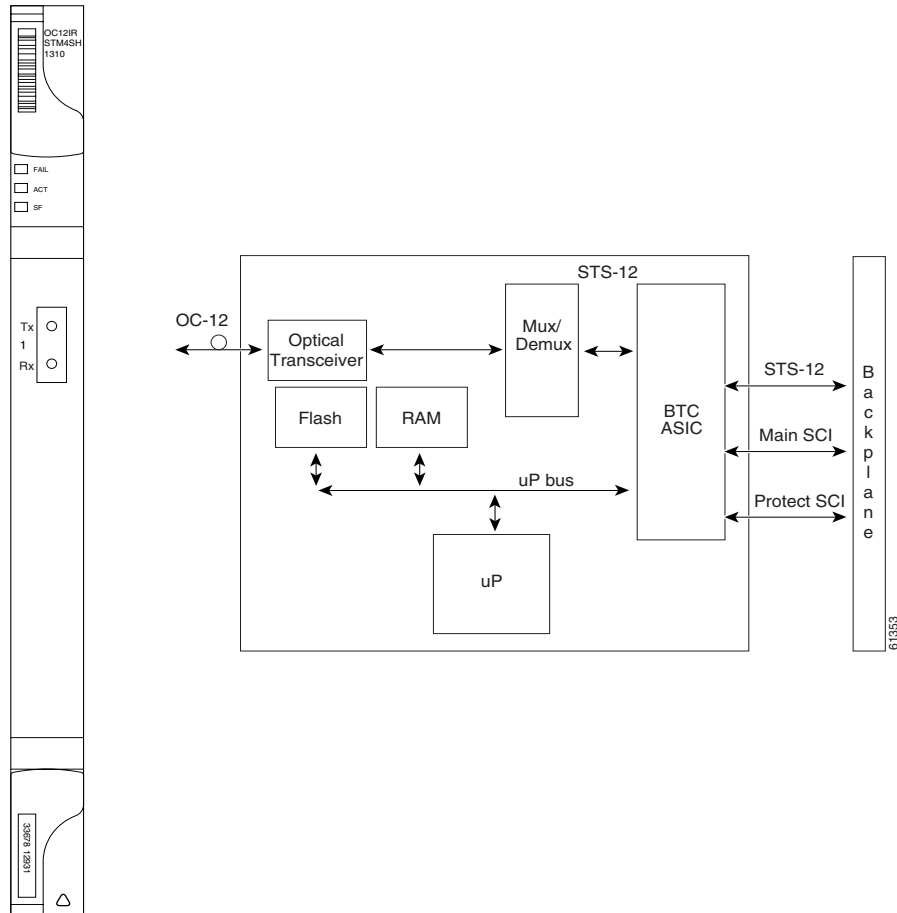 OC12IR
STM4SH
1310
FAIL
ACT
SF
Tx
1
Rx
33678 12931
OC-12
Optical
Transceiver
Flash
RAM
uP bus
uP
Mux/
Demux
STS-12
BTC
ASIC
STS-12
Main SCI
Protect SCI
Backplane
61353